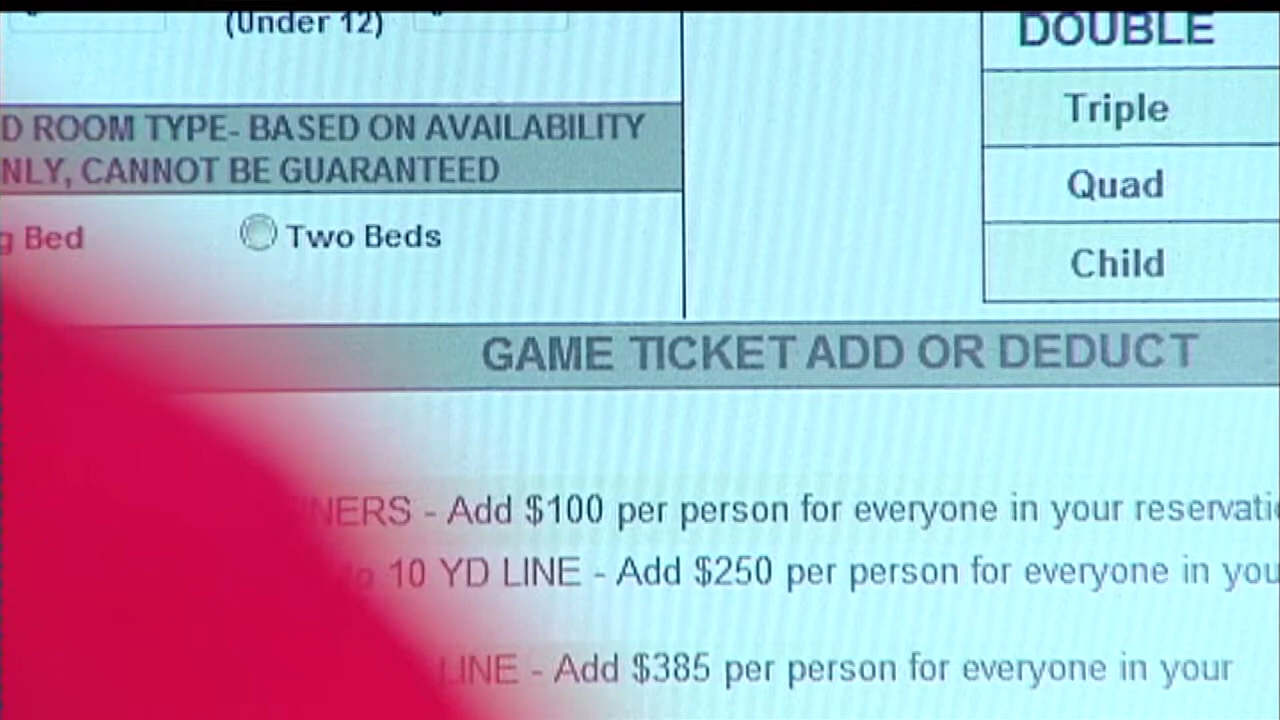 (Under 12)
DOUBLE
Triple
Quad
Child
D ROOM TYPE- BASED ON AVAILABILITY
NLY, CANNOT BE GUARANTEED
g Bed
Two Beds
GAME TICKET ADD OR DEDUCT
NERS - Add $100 per person for everyone in your reservatio
10 YD LINE - Add $250 per person for everyone in you
LINE - Add $385 per person for everyone in your